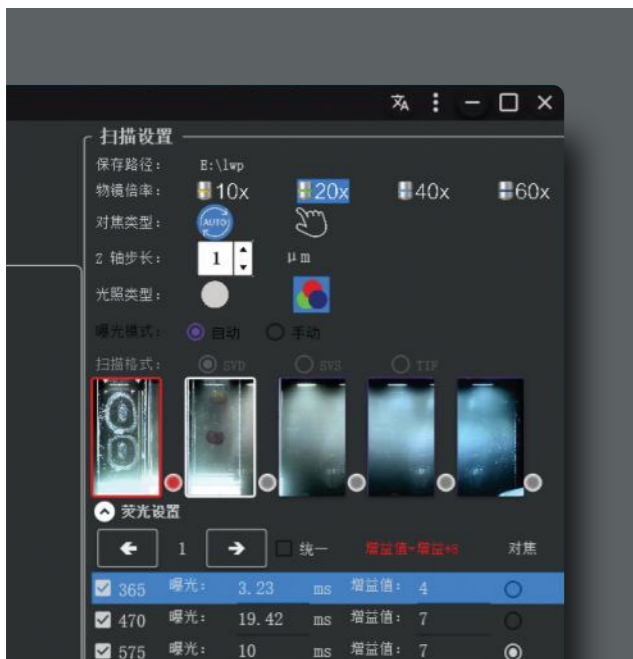 扫描设置
保存路径： E:\lwp
物镜倍率： 10x 20x 40x 60x
对焦类型： AUTO
Z 轴步长： 1 μm
光照类型：
曝光模式： 自动 手动
扫描格式： SVD SVS TIF
荧光设置
1 统一 增益值=增益*8 对焦
365 曝光： 3.23 ms 增益值： 4
470 曝光： 19.42 ms 增益值： 7
575 曝光： 10 ms 增益值： 7